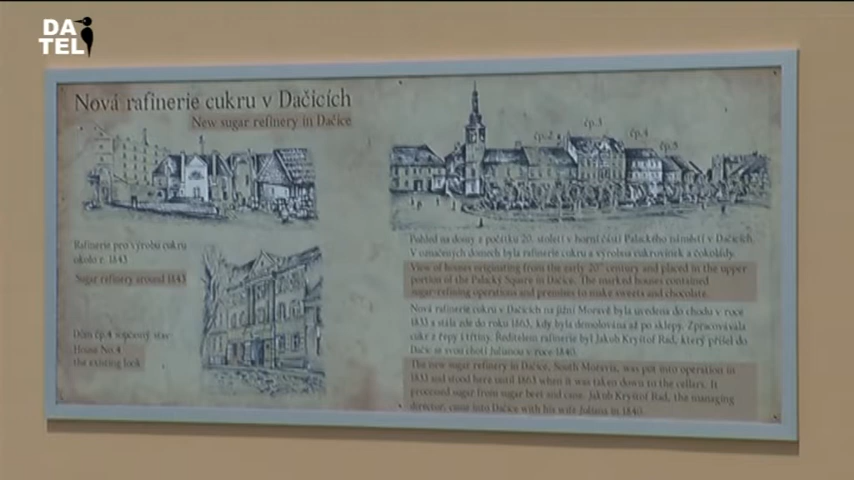 DA
TEL
Nová rafinerie cukru v Dačicích
New sugar refinery in Dačice
čp.2
čp.3
čp.4
čp.5
Rafinerie pro výrobu cukru
okolo r. 1843
Sugar refinery around 1843
Dům čp.4 současný stav
House No.4
the existing look
Pohled na domy z počátku 20. století v horní části Palackého náměstí v Dačicích.
V označených domech byla rafinerie cukru a výrobna cukrovinek a čokolády.
View of houses originating from the early 20th century and placed in the upper
portion of the Palacký Square in Dačice. The marked houses contained
sugar-refining operations and premises to make sweets and chocolate.
Nová rafinerie cukru v Dačicích na jižní Moravě byla uvedena do chodu v roce
1833 a stála zde do roku 1863, kdy byla demolována až po sklepy. Zpracovávala
cukr z řepy i třtiny. Ředitelem rafinerie byl Jakub Kryštof Rad, který přišel do
Dačic se svou chotí Julianou v roce 1840.
The new sugar refinery in Dačice, South Moravia, was put into operation in
1833 and stood here until 1863 when it was taken down to the cellars. It
processed sugar from sugar beet and cane. Jakub Kryštof Rad, the managing
director, came into Dačice with his wife Juliana in 1840.